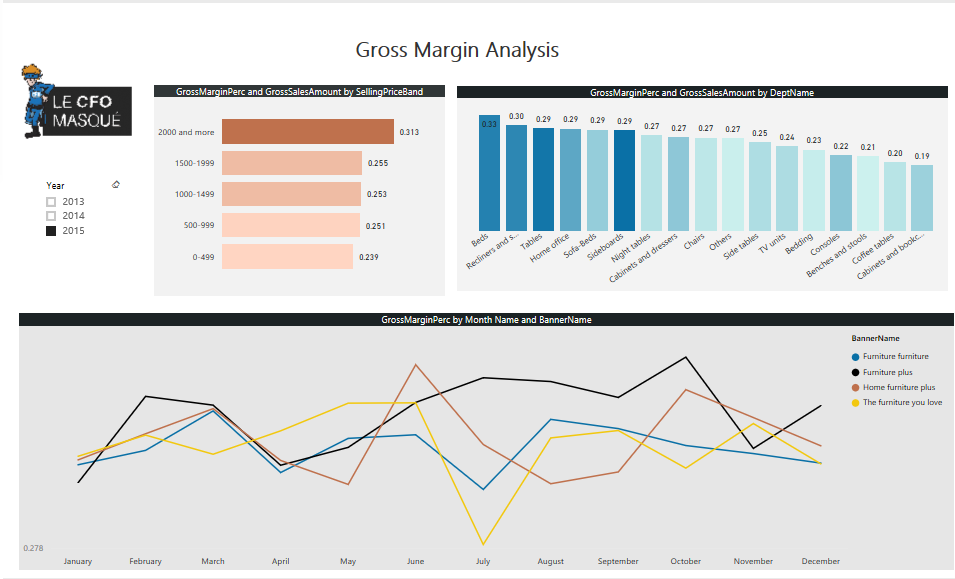 Gross Margin Analysis
LE CFO
MASQUÉ
Year
2013
2014
2015
GrossMarginPerc and GrossSalesAmount by SellingPriceBand
2000 and more
0.313
1500-1999
0.255
1000-1499
0.253
500-999
0.251
0-499
0.239
GrossMarginPerc and GrossSalesAmount by DeptName
0.33
0.30
0.29
0.29
0.29
0.29
0.27
0.27
0.27
0.27
0.25
0.24
0.23
0.22
0.21
0.20
0.19
Beds
Recliners and s...
Tables
Home office
Sofa-Beds
Sideboards
Night tables
Cabinets and dressers
Chairs
Others
Side tables
TV units
Bedding
Consoles
Benches and stools
Coffee tables
Cabinets and bookc...
GrossMarginPerc by Month Name and BannerName
BannerName
Furniture furniture
Furniture plus
Home furniture plus
The furniture you love
0.278
January
February
March
April
May
June
July
August
September
October
November
December